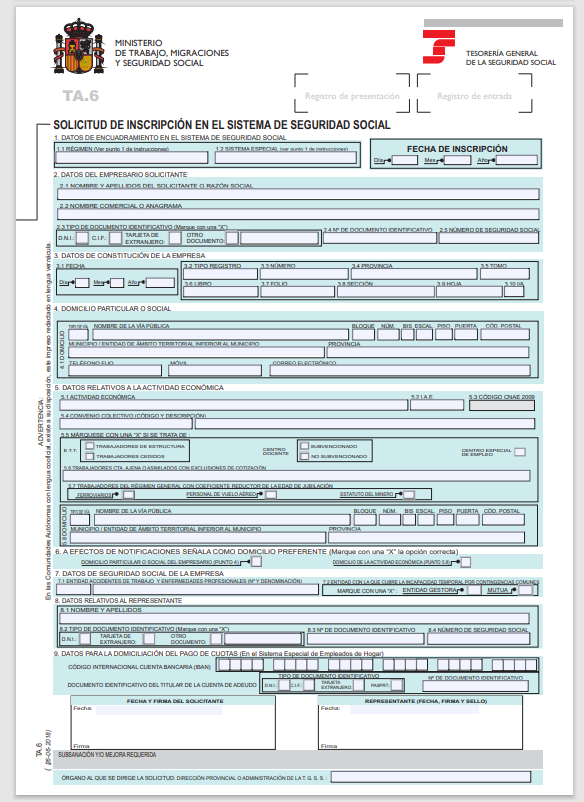 MINISTERIO
DE TRABAJO, MIGRACIONES
Y SEGURIDAD SOCIAL
TESORERÍA GENERAL
DE LA SEGURIDAD SOCIAL
TA.6
Registro de presentación
Registro de entrada
SOLICITUD DE INSCRIPCIÓN EN EL SISTEMA DE SEGURIDAD SOCIAL
1. DATOS DE ENCUADRAMIENTO EN EL SISTEMA DE SEGURIDAD SOCIAL
1.1 RÉGIMEN (Ver punto 1 de instrucciones) 1.2 SISTEMA ESPECIAL (ver punto 1 de instrucciones)
FECHA DE INSCRIPCIÓN
Día Mes Año
2. DATOS DEL EMPRESARIO SOLICITANTE
2.1 NOMBRE Y APELLIDOS DEL SOLICITANTE O RAZÓN SOCIAL
2.2 NOMBRE COMERCIAL O ANAGRAMA
2.3 TIPO DE DOCUMENTO IDENTIFICATIVO (Marque con una "X") 2.4 Nº DE DOCUMENTO IDENTIFICATIVO 2.5 NÚMERO DE SEGURIDAD SOCIAL
D.N.I.: C.I.F.: TARJETA DE EXTRANJERO: OTRO DOCUMENTO:
3. DATOS DE CONSTITUCIÓN DE LA EMPRESA
3.1 FECHA 3.2 TIPO REGISTRO 3.3 NÚMERO 3.4 PROVINCIA 3.5 TOMO
Día Mes Año
3.6 LIBRO 3.7 FOLIO 3.8 SECCIÓN 3.9 HOJA 3.10 I/A
4. DOMICILIO PARTICULAR O SOCIAL
4.1 DOMICILIO
TIPO DE VÍA NOMBRE DE LA VÍA PÚBLICA BLOQUE NÚM. BIS ESCAL. PISO PUERTA CÓD. POSTAL
MUNICIPIO / ENTIDAD DE ÁMBITO TERRITORIAL INFERIOR AL MUNICIPIO PROVINCIA
TELÉFONO FIJO MÓVIL CORREO ELECTRÓNICO
5. DATOS RELATIVOS A LA ACTIVIDAD ECONÓMICA
5.1 ACTIVIDAD ECONÓMICA 5.2 I.A.E. 5.3 CÓDIGO CNAE 2009
5.4 CONVENIO COLECTIVO (CÓDIGO Y DESCRIPCIÓN)
5.5 MÁRQUESE CON UNA "X" SI SE TRATA DE :
E.T.T. TRABAJADORES DE ESTRUCTURA
TRABAJADORES CEDIDOS
CENTRO DOCENTE SUBVENCIONADO
NO SUBVENCIONADO
CENTRO ESPECIAL DE EMPLEO
5.6 TRABAJADORES CTA. AJENA O ASIMILADOS CON EXCLUSIONES DE COTIZACIÓN
5.7 TRABAJADORES DEL RÉGIMEN GENERAL CON COEFICIENTE REDUCTOR DE LA EDAD DE JUBILACIÓN
FERROVIARIOS PERSONAL DE VUELO AÉREO ESTATUTO DEL MINERO
5.8 DOMICILIO
TIPO DE VÍA NOMBRE DE LA VÍA PÚBLICA BLOQUE NÚM. BIS ESCAL. PISO PUERTA CÓD. POSTAL
MUNICIPIO / ENTIDAD DE ÁMBITO TERRITORIAL INFERIOR AL MUNICIPIO PROVINCIA
6. A EFECTOS DE NOTIFICACIONES SEÑALA COMO DOMICILIO PREFERENTE (Marque con una "X" la opción correcta)
DOMICILIO PARTICULAR O SOCIAL DEL EMPRESARIO (PUNTO 4) DOMICILIO DE LA ACTIVIDAD ECONÓMICA (PUNTO 5.8)
7. DATOS DE SEGURIDAD SOCIAL DE LA EMPRESA
7.1 ENTIDAD ACCIDENTES DE TRABAJO Y ENFERMEDADES PROFESIONALES (Nº Y DENOMINACIÓN) 7.2 ENTIDAD CON LA QUE CUBRE LA INCAPACIDAD TEMPORAL POR CONTINGENCIAS COMUNES
MARQUE CON UNA "X" : ENTIDAD GESTORA MUTUA
8. DATOS RELATIVOS AL REPRESENTANTE
8.1 NOMBRE Y APELLIDOS
8.2 TIPO DE DOCUMENTO IDENTIFICATIVO (Marque con una "X") 8.3 Nº DE DOCUMENTO IDENTIFICATIVO 8.4 NÚMERO DE SEGURIDAD SOCIAL
D.N.I.: TARJETA DE EXTRANJERO: OTRO DOCUMENTO:
9. DATOS PARA LA DOMICILIACIÓN DEL PAGO DE CUOTAS (En el Sistema Especial de Empleados de Hogar)
CÓDIGO INTERNACIONAL CUENTA BANCARIA (IBAN)
TIPO DE DOCUMENTO IDENTIFICATIVO Nº DE DOCUMENTO IDENTIFICATIVO
DOCUMENTO IDENTIFICATIVO DEL TITULAR DE LA CUENTA DE ADEUDO D.N.I.: C.I.F.: TARJETA EXTRANJERO: PASPRT.:
FECHA Y FIRMA DEL SOLICITANTE
Fecha:
Firma
REPRESENTANTE (FECHA, FIRMA Y SELLO)
Fecha:
Firma
SUBSANACIÓN Y/O MEJORA REQUERIDA
ÓRGANO AL QUE SE DIRIGE LA SOLICITUD: DIRECCIÓN PROVINCIAL O ADMINISTRACIÓN DE LA T. G. S. S. :
ADVERTENCIA:
En las Comunidades Autónomas con lengua cooficial, existe a su disposición, este impreso redactado en lengua vernácula.
TA.6